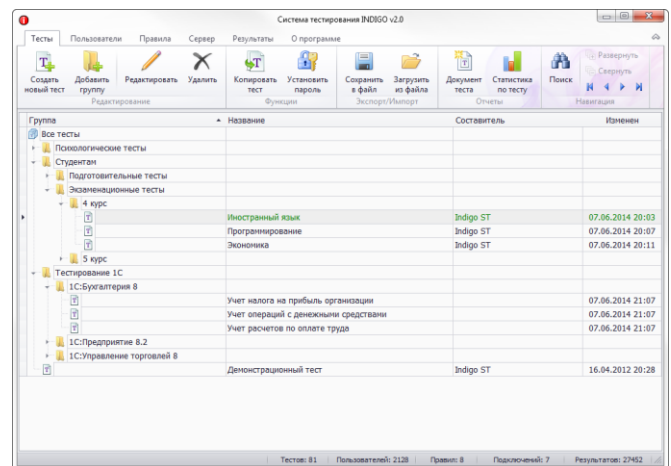 Система тестирования INDIGO v2.0
Тесты Пользователи Правила Сервер Результаты О программе
Создать новый тест Добавить группу Редактировать Удалить Копировать тест Установить пароль Сохранить в файл Загрузить из файла Документ теста Статистика по тесту Поиск Развернуть Свернуть
Редактирование Функции Экспорт/Импорт Отчеты Навигация
Группа Название Составитель Изменен
Все тесты
Психологические тесты
Студентам
Подготовительные тесты
Экзаменационные тесты
4 курс
Иностранный язык Indigo ST 07.06.2014 20:03
Программирование Indigo ST 07.06.2014 20:07
Экономика Indigo ST 07.06.2014 20:11
5 курс
Тестирование 1С
1С:Бухгалтерия 8
Учет налога на прибыль организации 07.06.2014 21:07
Учет операций с денежными средствами 07.06.2014 21:07
Учет расчетов по оплате труда 07.06.2014 21:07
1С:Предприятие 8.2
1С:Управление торговлей 8
Демонстрационный тест Indigo ST 16.04.2012 20:28
Тестов: 81 Пользователей: 2128 Правил: 8 Подключений: 7 Результатов: 27452